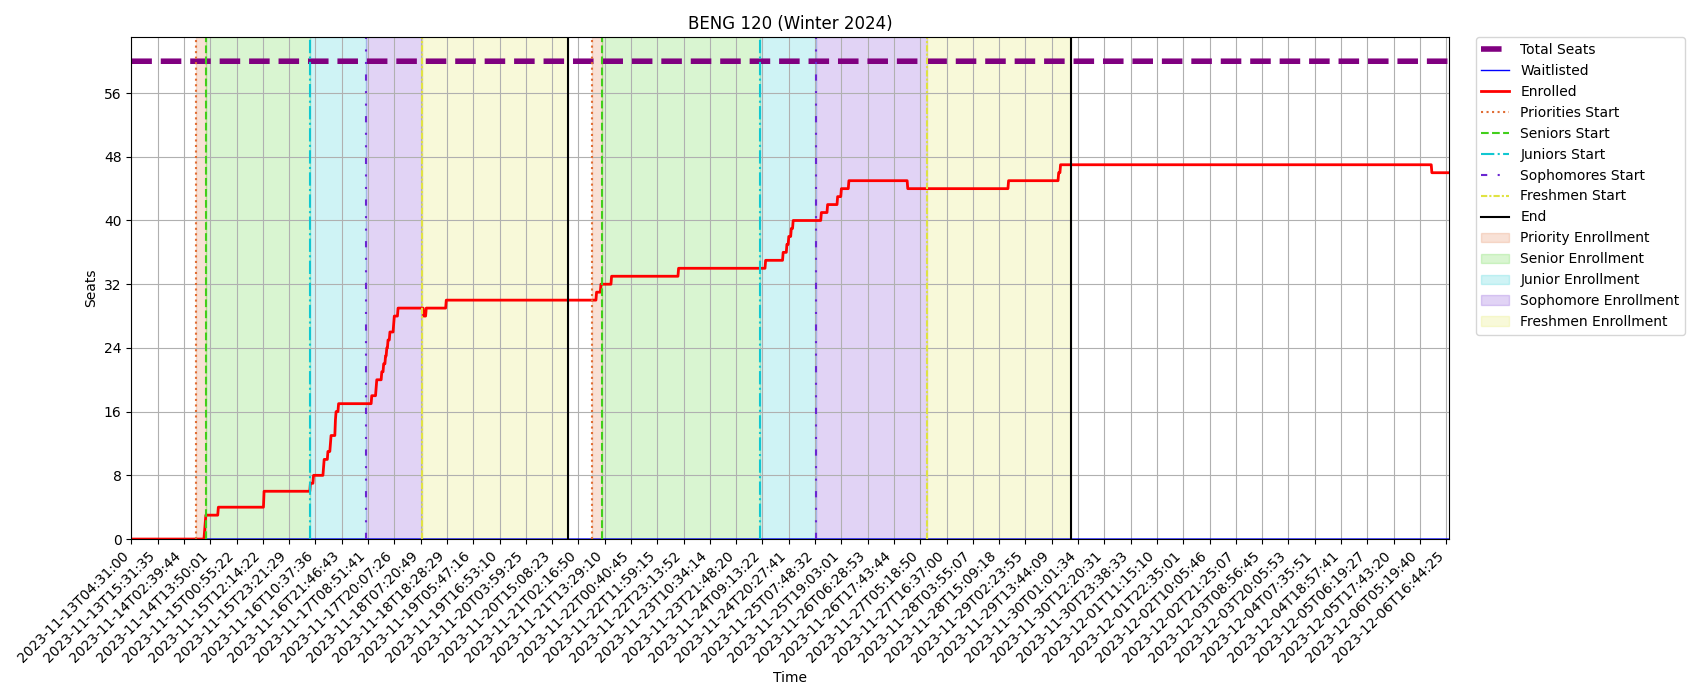 BENG 120 (Winter 2024)
Seats
56
48
40
32
24
16
8
0
2023-11-13T04:31:00
2023-11-13T15:31:35
2023-11-14T02:39:44
2023-11-14T13:50:01
2023-11-15T00:55:22
2023-11-15T12:14:22
2023-11-15T23:21:29
2023-11-16T10:37:36
2023-11-16T21:46:43
2023-11-17T08:51:41
2023-11-17T20:07:26
2023-11-18T07:20:49
2023-11-18T18:28:29
2023-11-19T05:47:16
2023-11-19T16:53:10
2023-11-20T03:59:25
2023-11-20T15:08:23
2023-11-21T02:16:50
2023-11-21T13:29:10
2023-11-22T00:40:45
2023-11-22T11:59:15
2023-11-22T23:13:52
2023-11-23T10:34:14
2023-11-23T21:48:20
2023-11-24T09:13:22
2023-11-24T20:27:41
2023-11-25T07:48:32
2023-11-25T19:03:01
2023-11-26T06:28:53
2023-11-26T17:43:44
2023-11-27T05:18:50
2023-11-27T16:37:00
2023-11-28T03:55:07
2023-11-28T15:09:18
2023-11-29T02:23:55
2023-11-29T13:44:09
2023-11-30T01:01:34
2023-11-30T12:20:31
2023-11-30T23:38:33
2023-12-01T11:15:10
2023-12-01T22:35:01
2023-12-02T10:05:46
2023-12-02T21:25:07
2023-12-03T08:56:45
2023-12-03T20:05:53
2023-12-04T07:35:51
2023-12-04T18:57:41
2023-12-05T06:19:27
2023-12-05T17:43:20
2023-12-06T05:19:40
2023-12-06T16:44:25
Time
Total Seats
Waitlisted
Enrolled
Priorities Start
Seniors Start
Juniors Start
Sophomores Start
Freshmen Start
End
Priority Enrollment
Senior Enrollment
Junior Enrollment
Sophomore Enrollment
Freshmen Enrollment